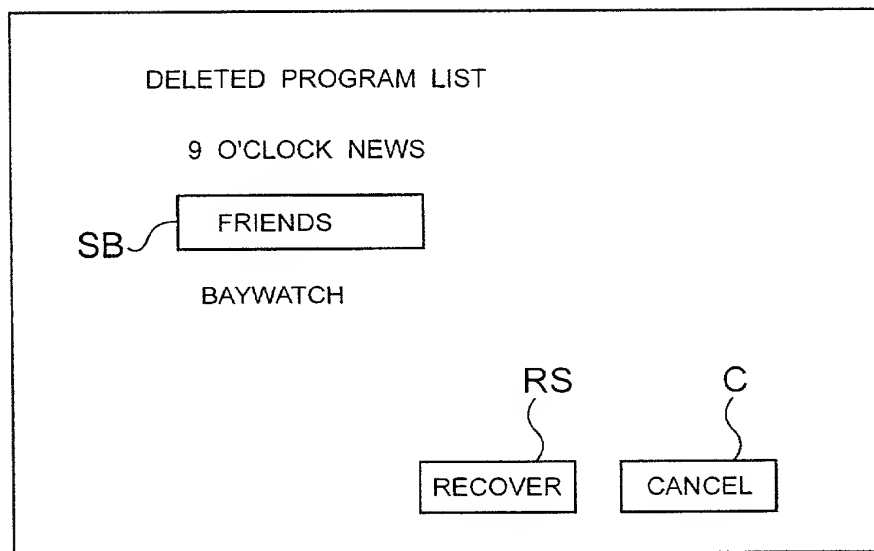 DELETED PROGRAM LIST
9 O'CLOCK NEWS
FRIENDS
SB
BAYWATCH
RS C
RECOVER CANCEL